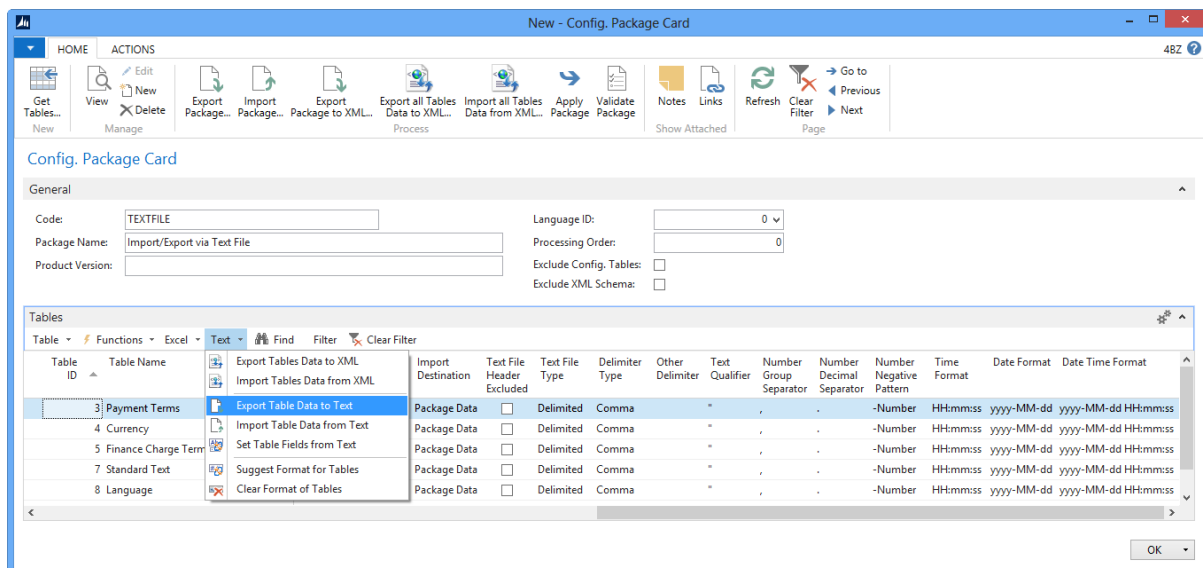 New - Config. Package Card
HOME ACTIONS 4BZ
Get Tables...
New
View
Edit
New
Delete
Manage
Export Package...
Import Package...
Export Package to XML...
Export all Tables Data to XML...
Import all Tables Data from XML...
Apply Package
Validate Package
Process
Notes
Links
Show Attached
Refresh
Clear Filter
Go to
Previous
Next
Page
Config. Package Card
General
Code: TEXTFILE
Package Name: Import/Export via Text File
Product Version:
Language ID: 0
Processing Order: 0
Exclude Config. Tables:
Exclude XML Schema:
Tables
Table Functions Excel Text Find Filter Clear Filter
Export Tables Data to XML
Import Tables Data from XML
Export Table Data to Text
Import Table Data from Text
Set Table Fields from Text
Suggest Format for Tables
Clear Format of Tables
Table ID Table Name Import Destination Text File Header Excluded Text File Type Delimiter Type Other Delimiter Text Qualifier Number Group Separator Number Decimal Separator Number Negative Pattern Time Format Date Format Date Time Format
3 Payment Terms Package Data Delimited Comma " , . -Number HH:mm:ss yyyy-MM-dd yyyy-MM-dd HH:mm:ss
4 Currency Package Data Delimited Comma " , . -Number HH:mm:ss yyyy-MM-dd yyyy-MM-dd HH:mm:ss
5 Finance Charge Term Package Data Delimited Comma " , . -Number HH:mm:ss yyyy-MM-dd yyyy-MM-dd HH:mm:ss
7 Standard Text Package Data Delimited Comma " , . -Number HH:mm:ss yyyy-MM-dd yyyy-MM-dd HH:mm:ss
8 Language Package Data Delimited Comma " , . -Number HH:mm:ss yyyy-MM-dd yyyy-MM-dd HH:mm:ss
OK